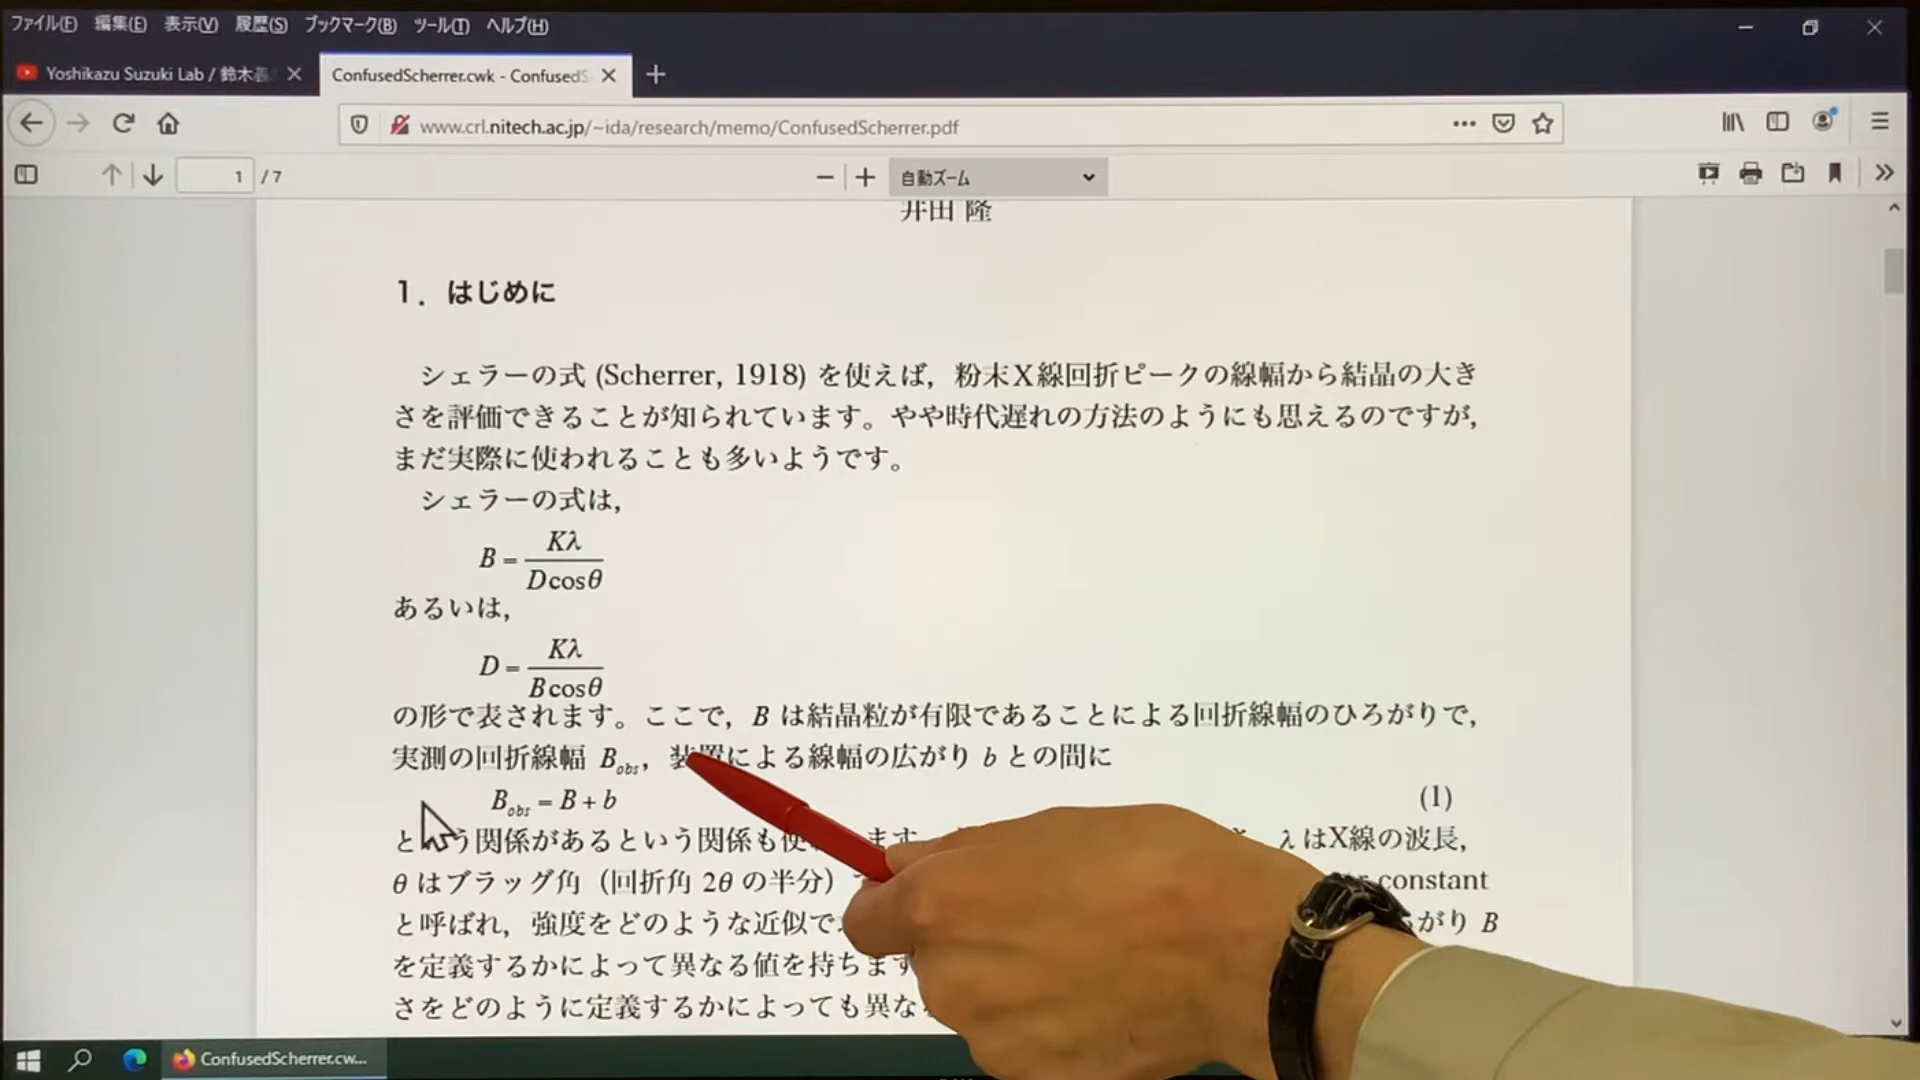 ファイル(F) 編集(E) 表示(V) 履歴(S) ブックマーク(B) ツール(T) ヘルプ(H)
Yoshikazu Suzuki Lab / 鈴木義
ConfusedScherrer.cwk - ConfusedS
www.crl.nitech.ac.jp/~ida/research/memo/ConfusedScherrer.pdf
1 / 7
自動ズーム
井田 隆
1. はじめに
シェラーの式 (Scherrer, 1918) を使えば, 粉末X線回折ピークの線幅から結晶の大き
さを評価できることが知られています。やや時代遅れの方法のようにも思えるのですが,
まだ実際に使われることも多いようです。
シェラーの式は,
B = Kλ / Dcosθ
あるいは,
D = Kλ / Bcosθ
の形で表されます。ここで, B は結晶粒が有限であることによる回折線幅のひろがりで,
実測の回折線幅 Bobs, 装置による線幅の広がり b との間に
Bobs = B + b (1)
という関係があるという関係も使 ます λ はX線の波長,
θ はブラッグ角（回折角 2θ の半分） constant
と呼ばれ, 強度をどのような近似で がり B
を定義するかによって異なる値を持ちます
さをどのように定義するかによっても異な
ConfusedScherrer.cw...